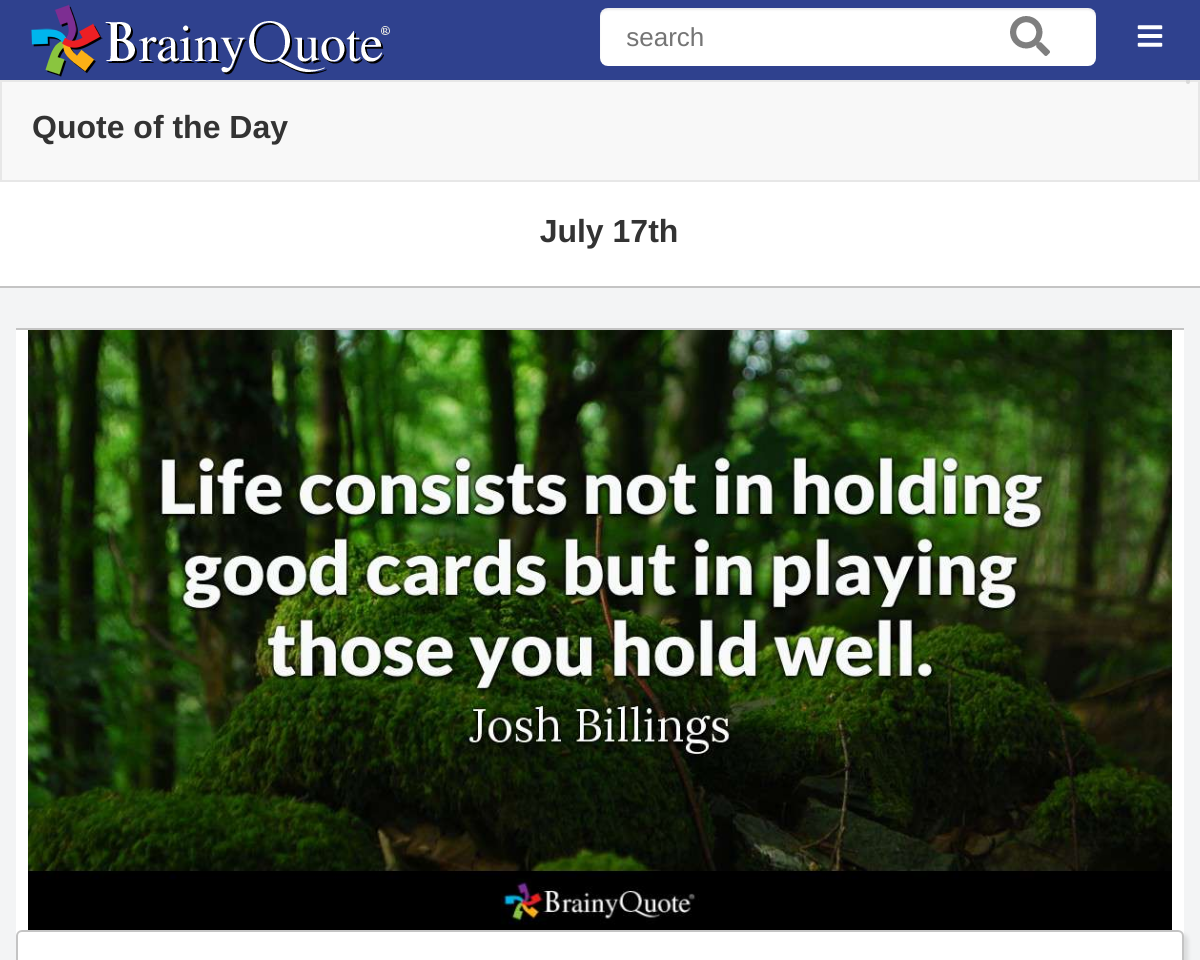 BrainyQuote®
search
Quote of the Day
July 17th
Life consists not in holding
good cards but in playing
those you hold well.
Josh Billings
BrainyQuote®